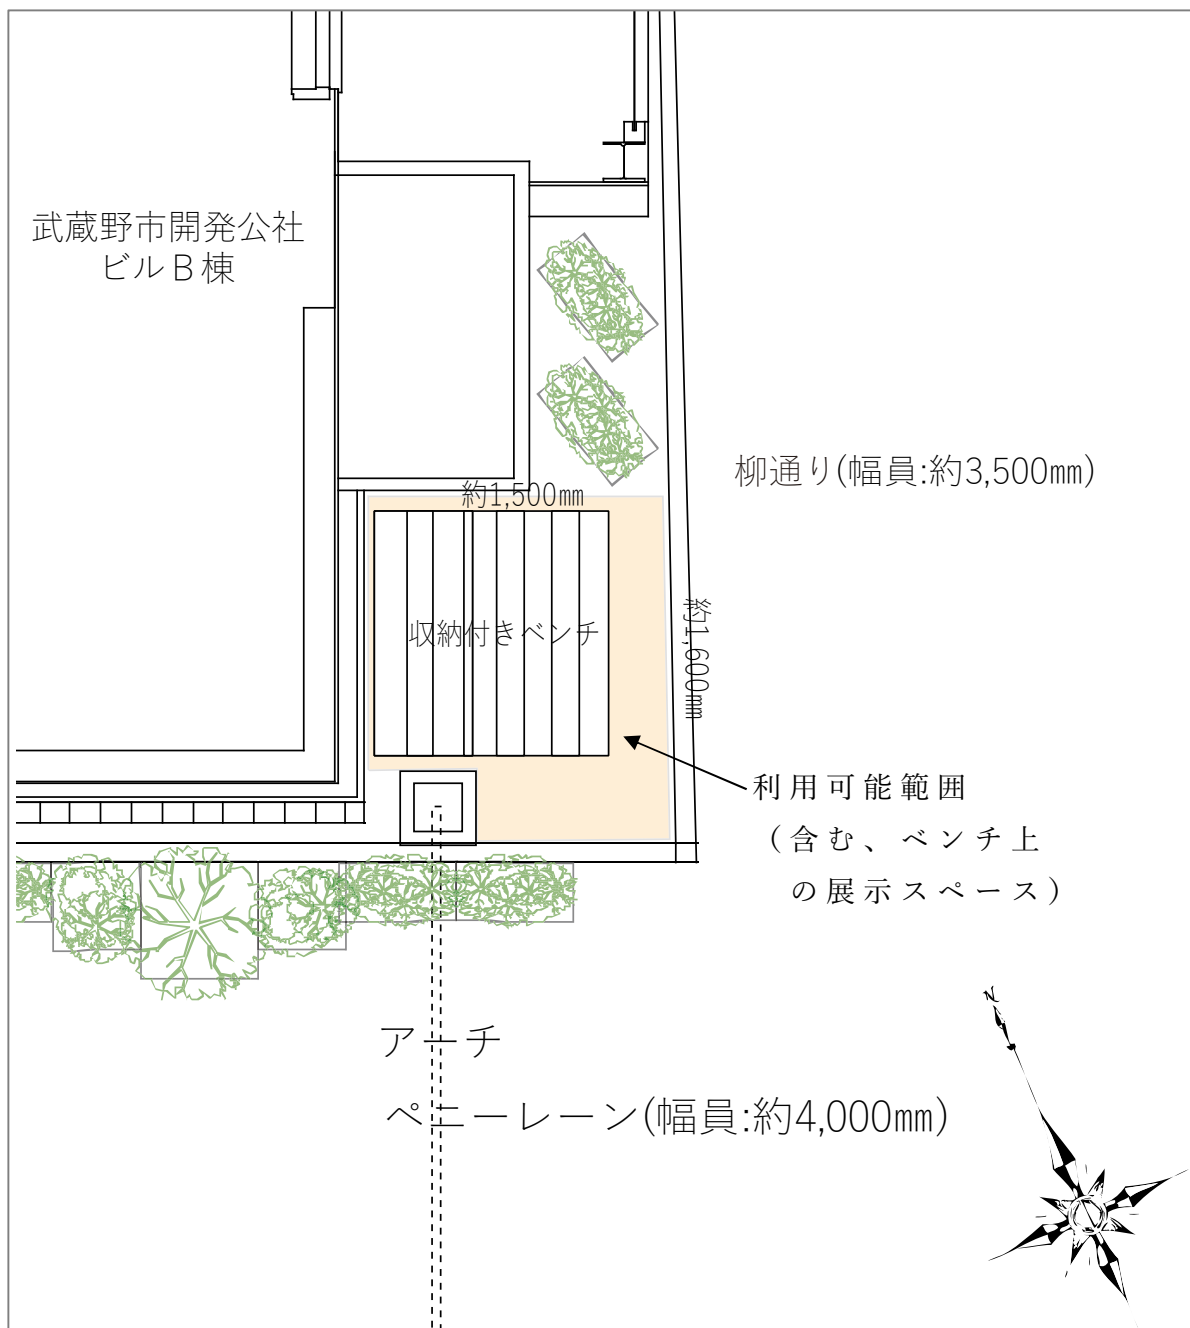 武蔵野市開発公社
ビルB棟
柳通り(幅員:約3,500㎜)
約1,500㎜
収納付きベンチ
約1,600㎜
利用可能範囲
(含む、ベンチ上
の展示スペース)
アーチ
ペニーレーン(幅員:約4,000㎜)
N